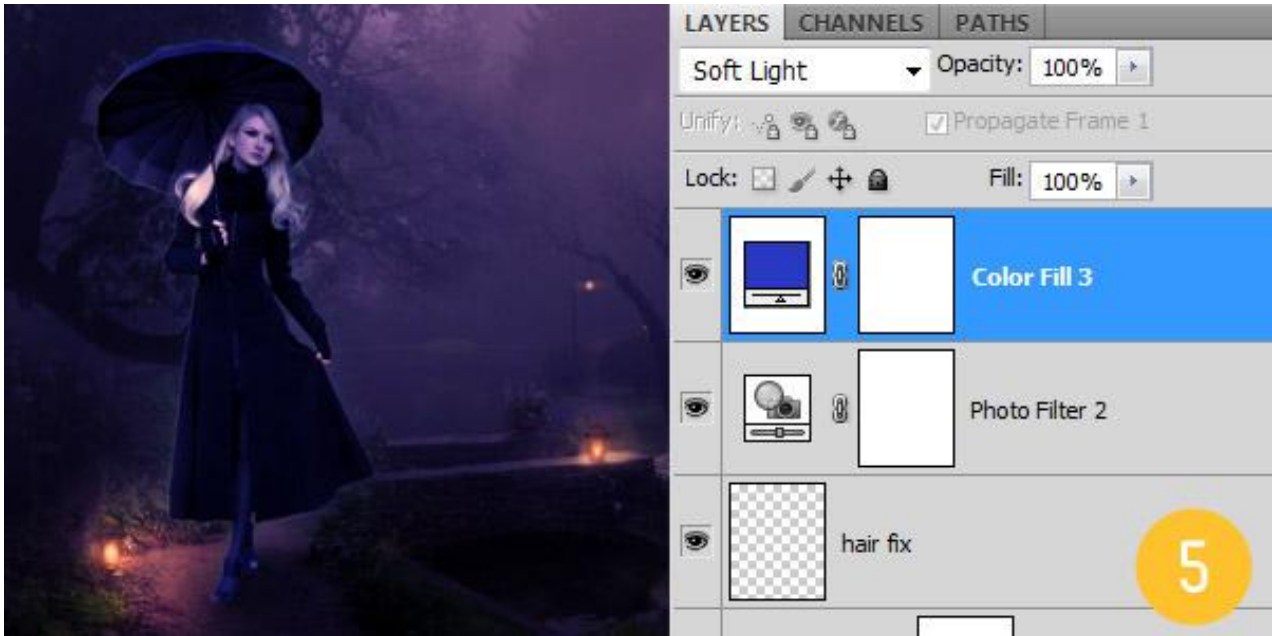 LAYERS CHANNELS PATHS
Soft Light Opacity: 100%
Unify: Propagate Frame 1
Lock: Fill: 100%
Color Fill 3
Photo Filter 2
hair fix
5